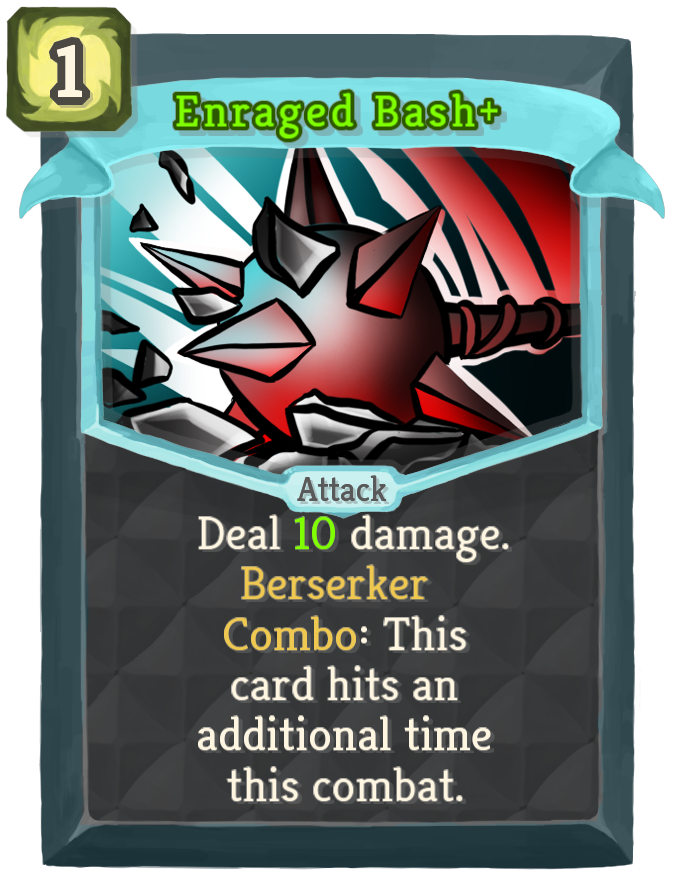 1
Enraged Bash+
Attack
Deal 10 damage.
Berserker
Combo: This
card hits an
additional time
this combat.